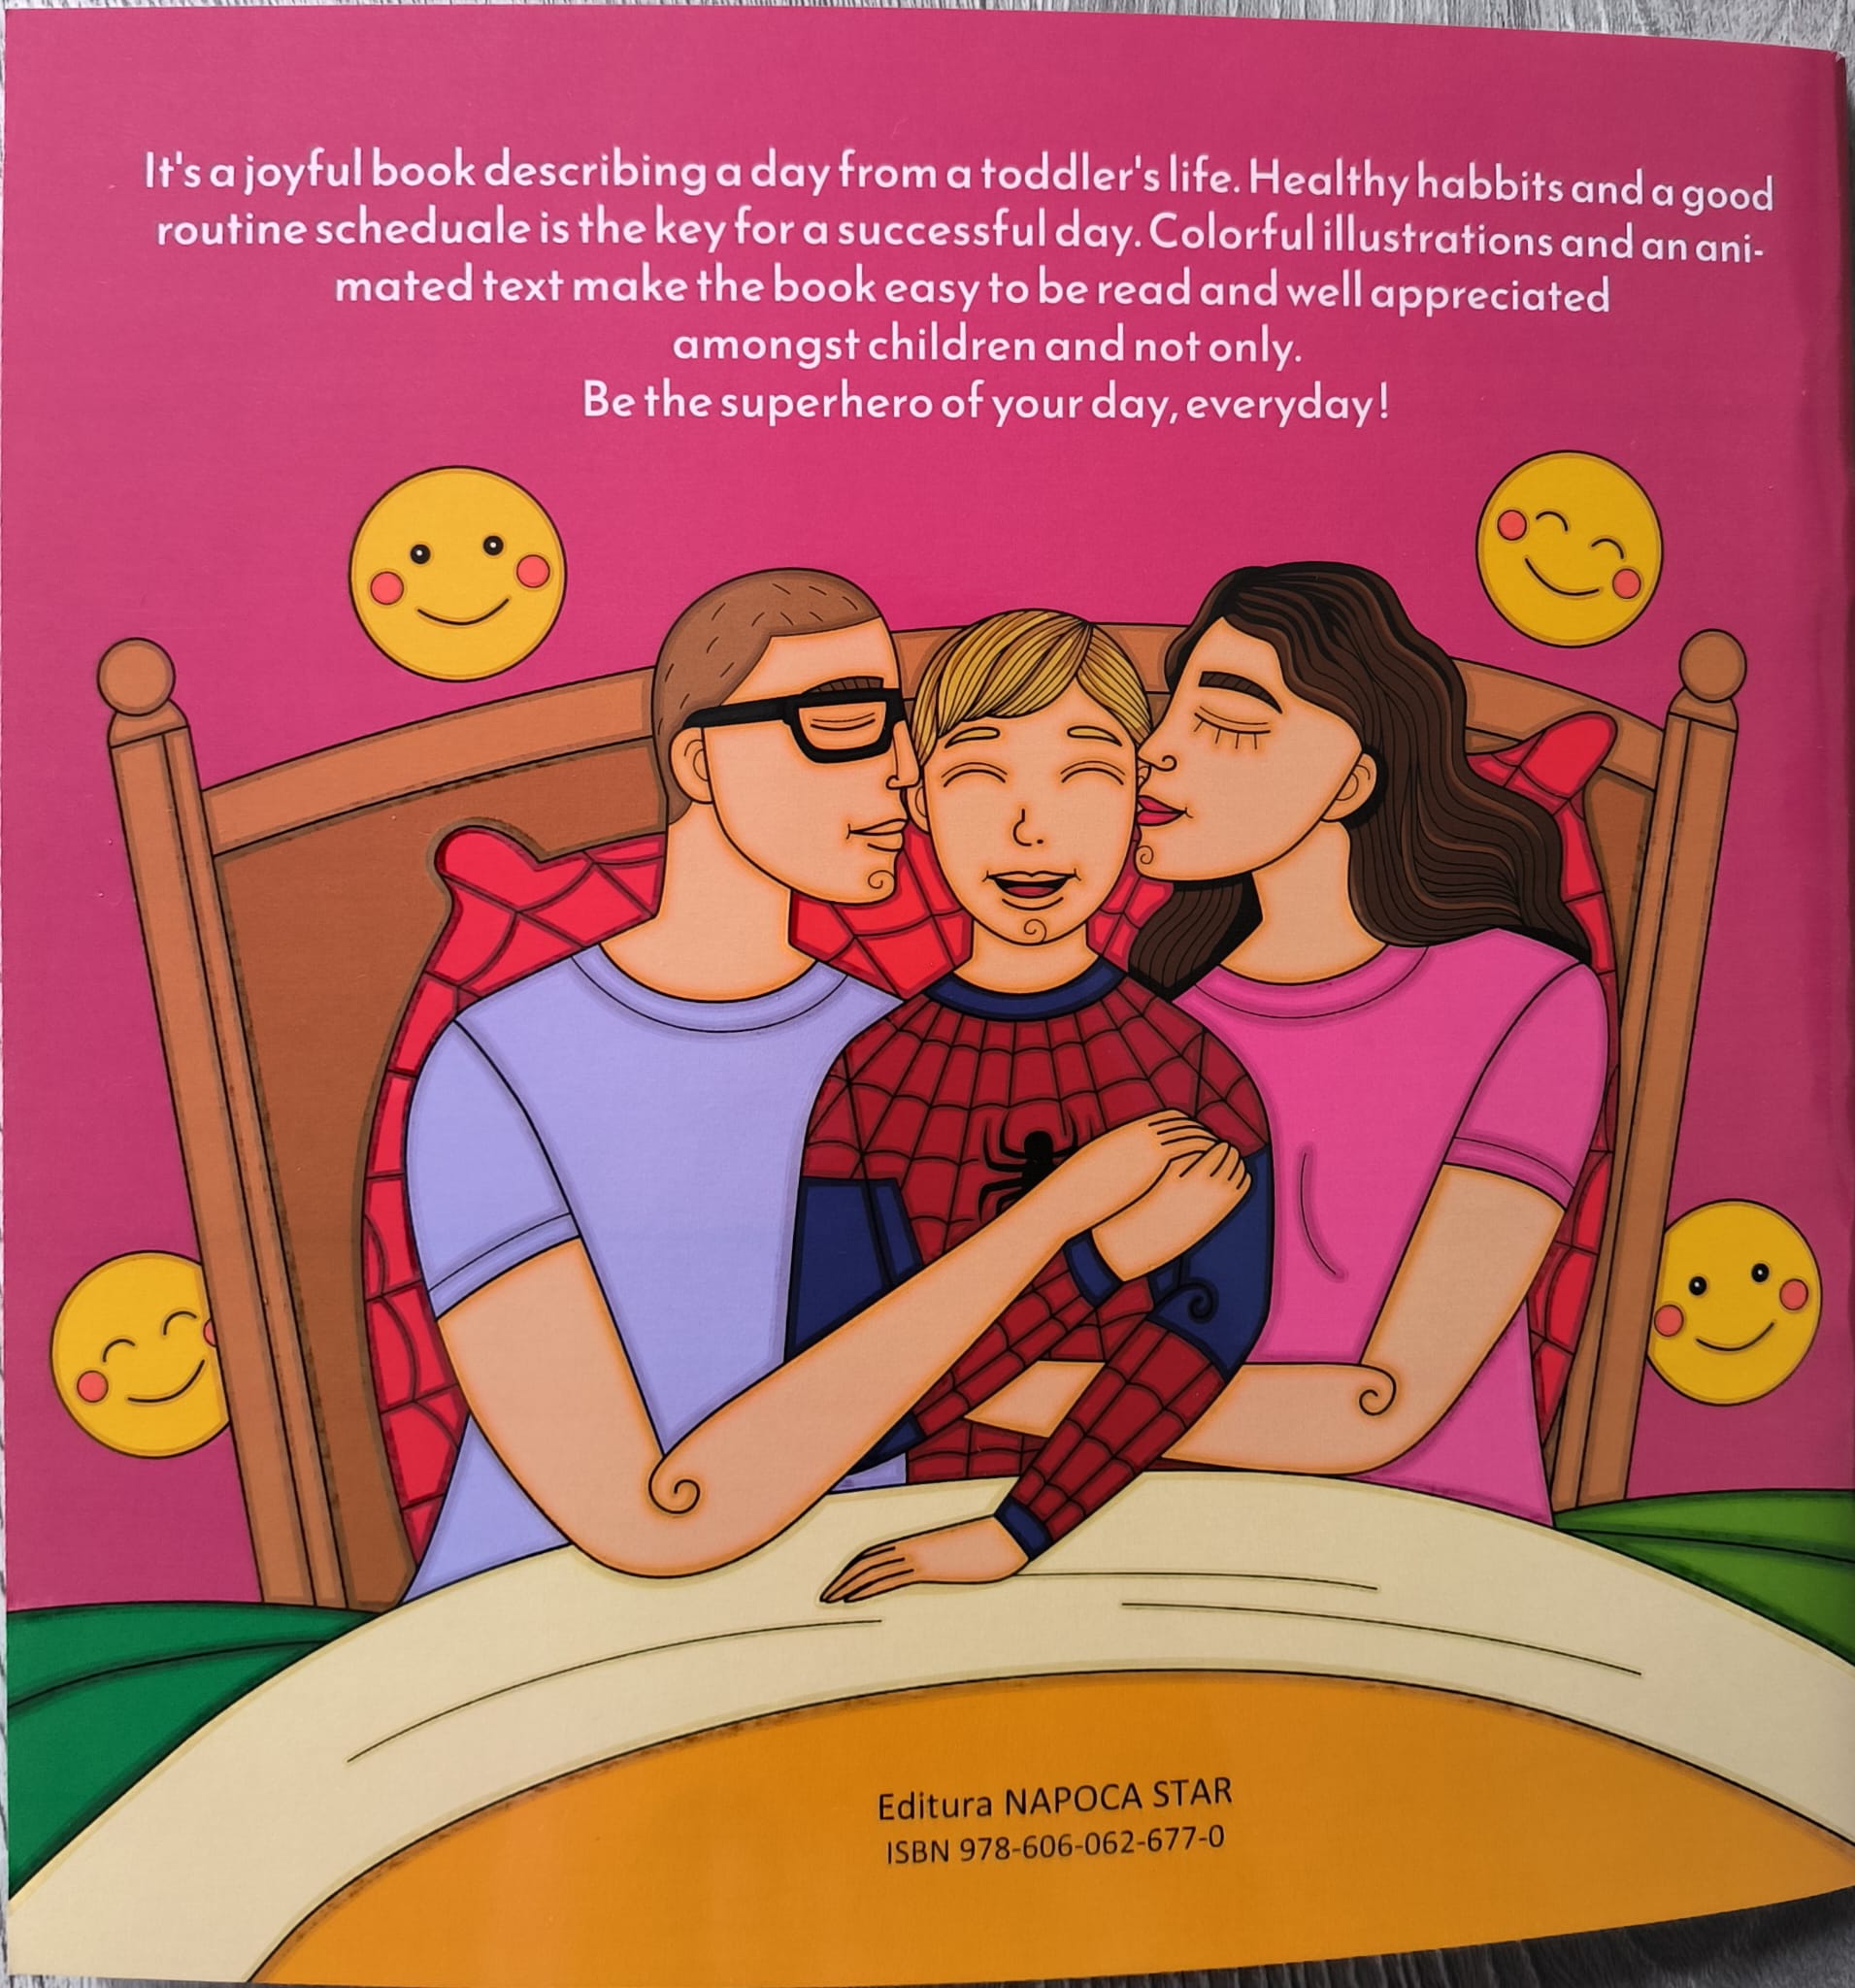 It's a joyful book describing a day from a toddler's life. Healthy habbits and a good
routine scheduale is the key for a successful day. Colorful illustrations and an ani-
mated text make the book easy to be read and well appreciated
amongst children and not only.
Be the superhero of your day, everyday!
Editura NAPOCA STAR
ISBN 978-606-062-677-0